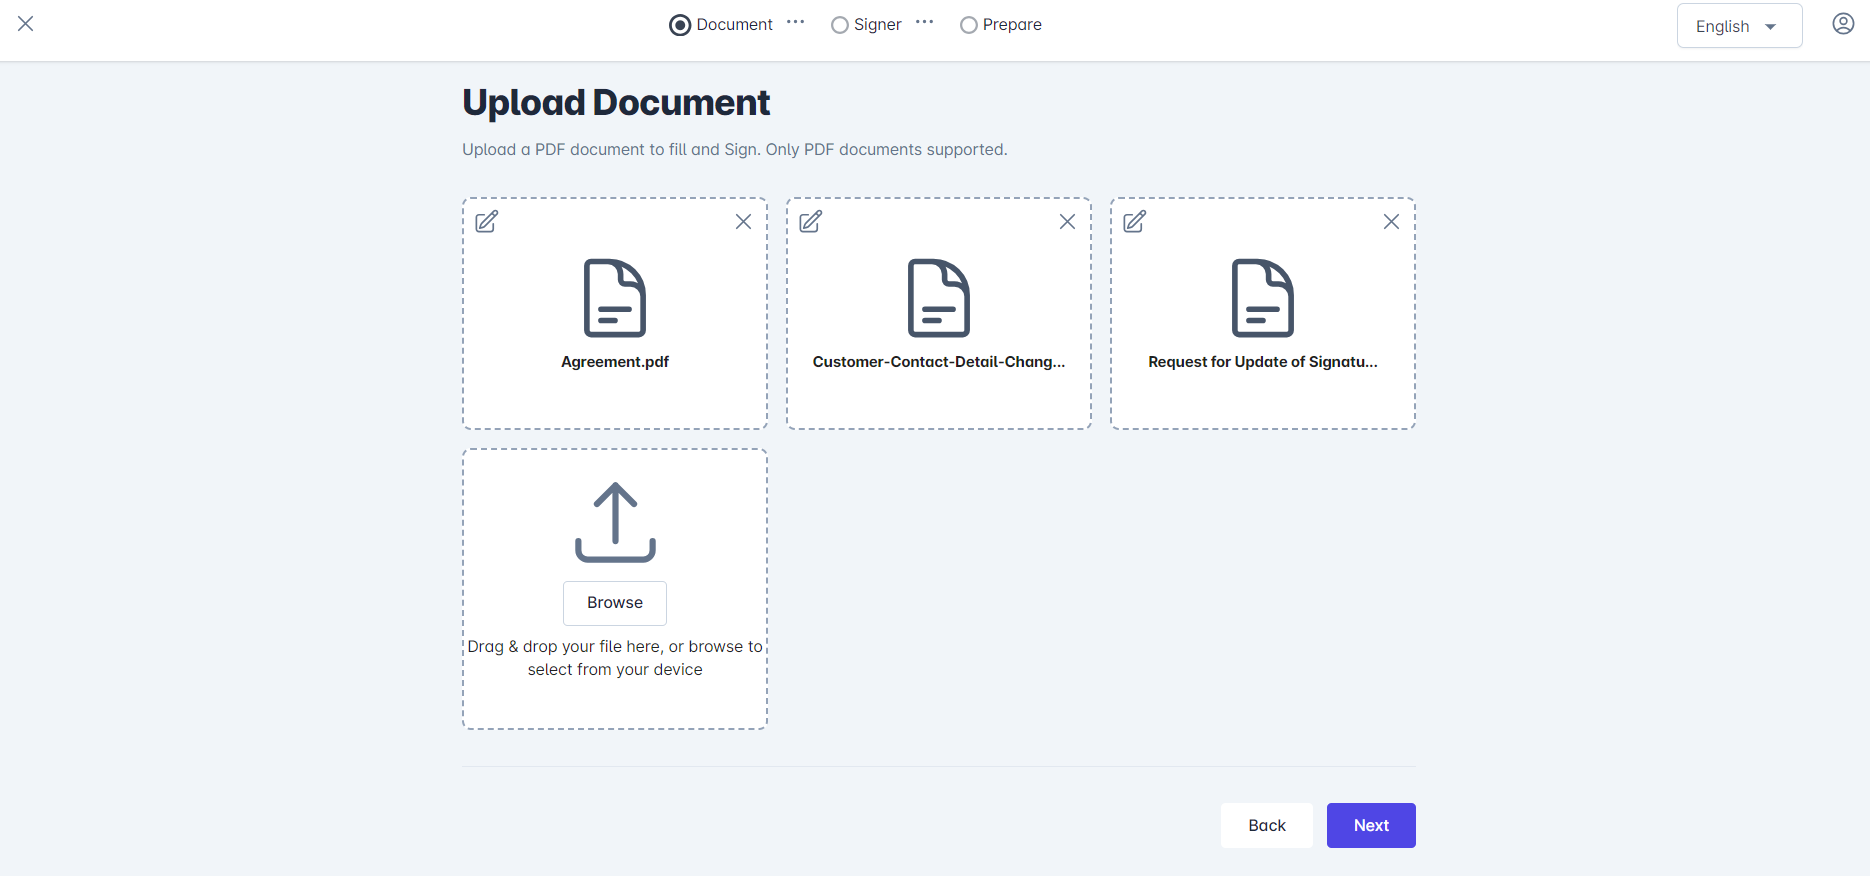 Document ... Signer ... Prepare
English
Upload Document
Upload a PDF document to fill and Sign. Only PDF documents supported.
Agreement.pdf
Customer-Contact-Detail-Chang...
Request for Update of Signatu...
Browse
Drag & drop your file here, or browse to
select from your device
Back
Next